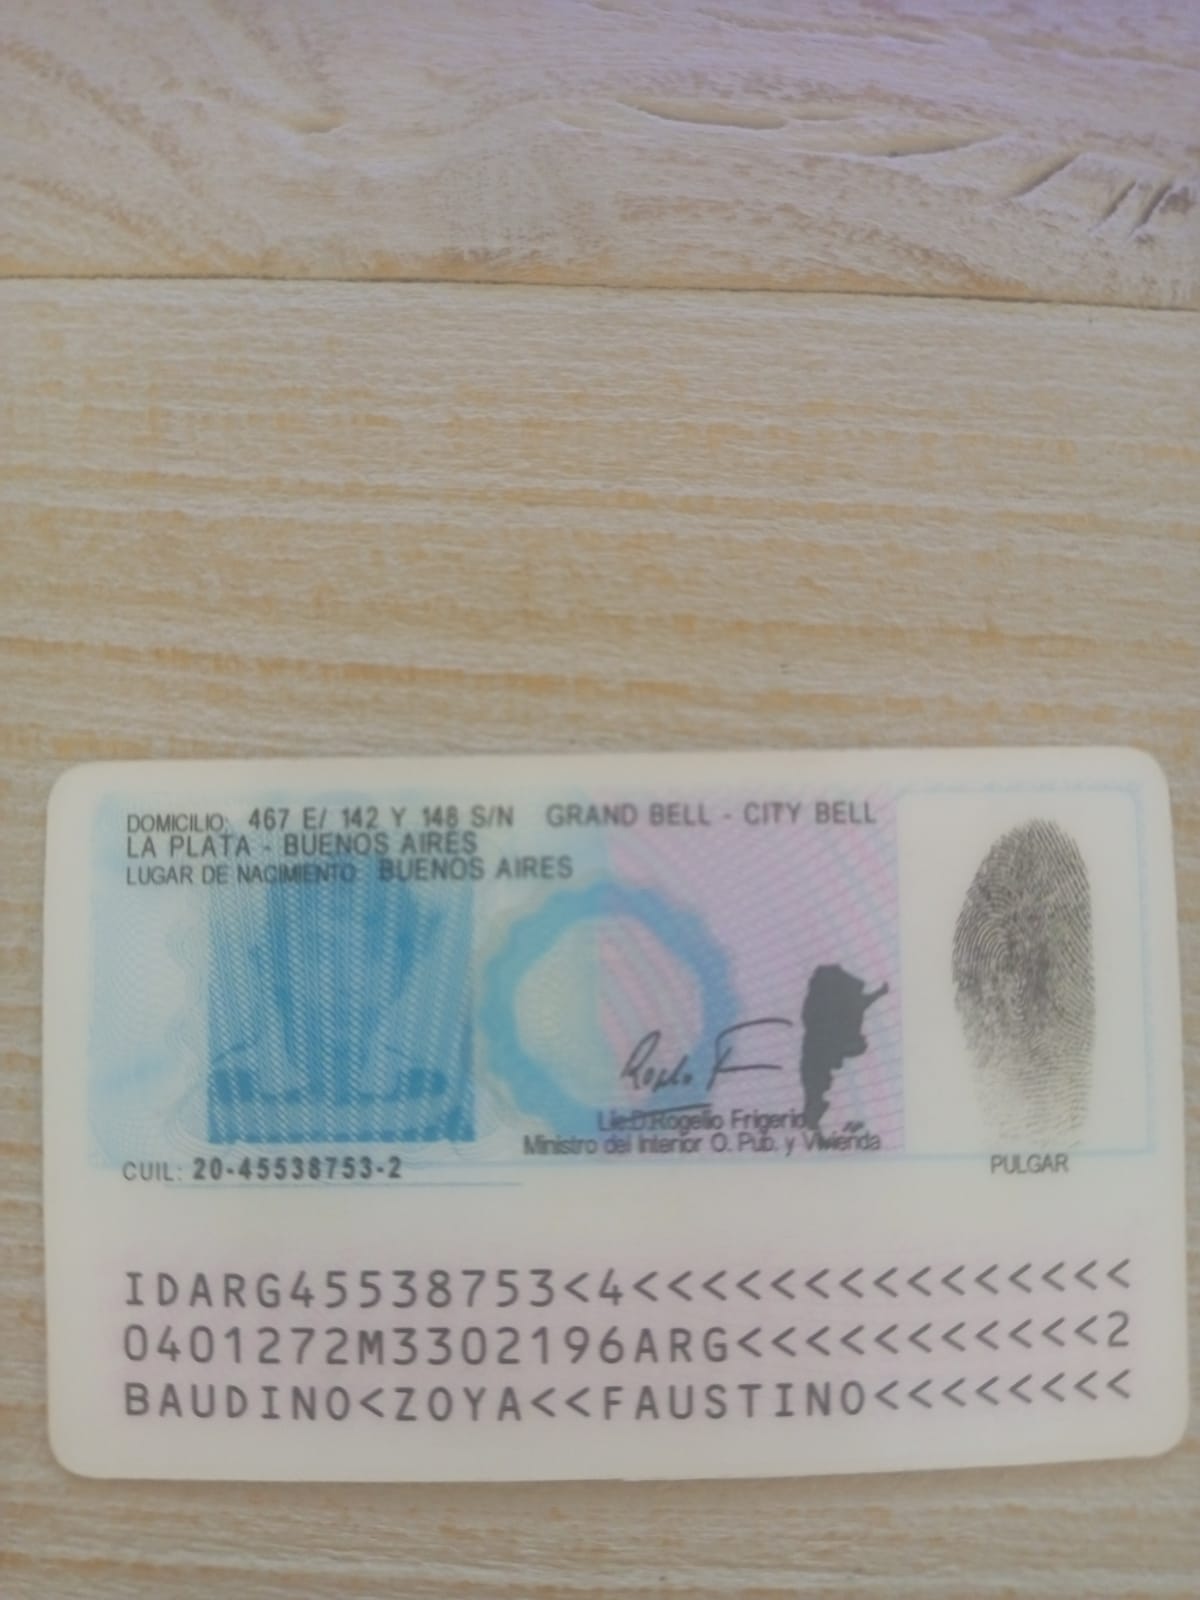 DOMICILIO: 467 E/ 142 Y 148 S/N GRAND BELL - CITY BELL
LA PLATA - BUENOS AIRES
LUGAR DE NACIMIENTO BUENOS AIRES
Lic.D.Rogelio Frigerio
Ministro del Interior O. Pub. y Vivienda
PULGAR
CUIL: 20-45538753-2
IDARG45538753<4<<<<<<<<<<<<<<<
0401272M3302196ARG<<<<<<<<<<<2
BAUDINO<ZOYA<<FAUSTINO<<<<<<<<